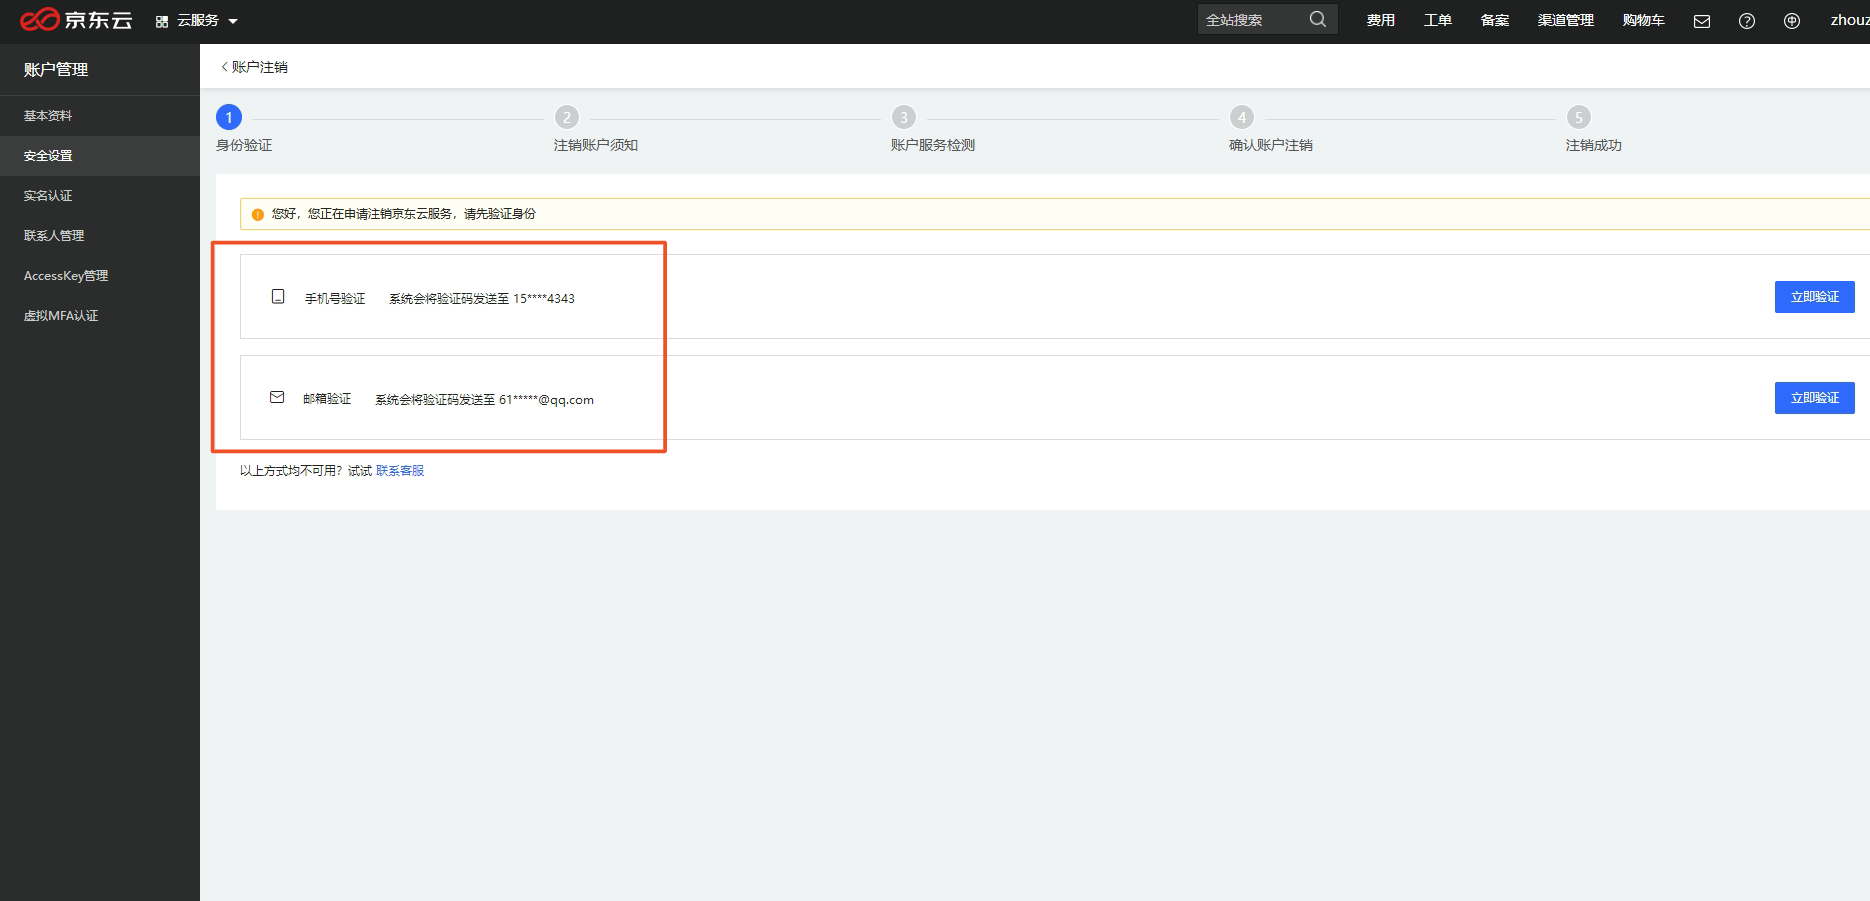 京东云 云服务 全站搜索 费用 工单 备案 渠道管理 购物车 zhouz
账户管理
账户注销
基本资料
安全设置
实名认证
联系人管理
AccessKey管理
虚拟MFA认证
1 2 3 4 5
身份验证 注销账户须知 账户服务检测 确认账户注销 注销成功
您好，您正在申请注销京东云服务，请先验证身份
手机号验证 系统会将验证码发送至 15****4343 立即验证
邮箱验证 系统会将验证码发送至 61*****@qq.com 立即验证
以上方式均不可用？试试 联系客服